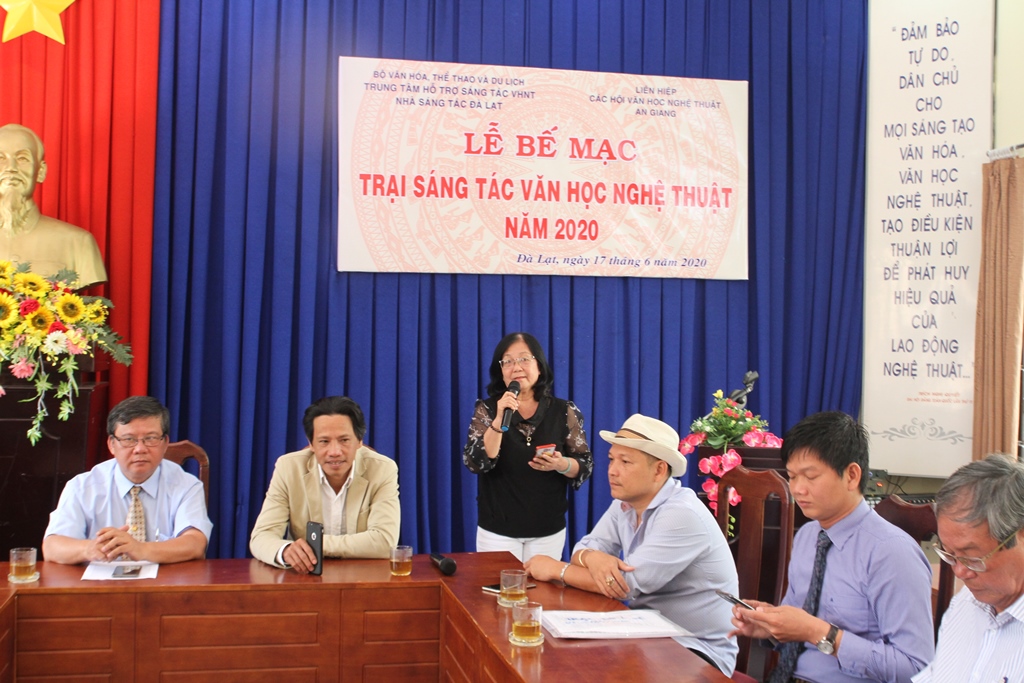 BỘ VĂN HÓA, THỂ THAO VÀ DU LỊCH
TRUNG TÂM HỖ TRỢ SÁNG TÁC VHNT
NHÀ SÁNG TÁC ĐÀ LẠT
LIÊN HIỆP
CÁC HỘI VĂN HỌC NGHỆ THUẬT
AN GIANG
LỄ BẾ MẠC
TRẠI SÁNG TÁC VĂN HỌC NGHỆ THUẬT
NĂM 2020
Đà Lạt, ngày 17 tháng 6 năm 2020
“ ĐẢM BẢO
TỰ DO,
DÂN CHỦ
CHO
MỌI SÁNG TẠO
VĂN HÓA,
VĂN HỌC
NGHỆ THUẬT,
TẠO ĐIỀU KIỆN
THUẬN LỢI
ĐỂ PHÁT HUY
HIỆU QUẢ
CỦA
LAO ĐỘNG
NGHỆ THUẬT...”